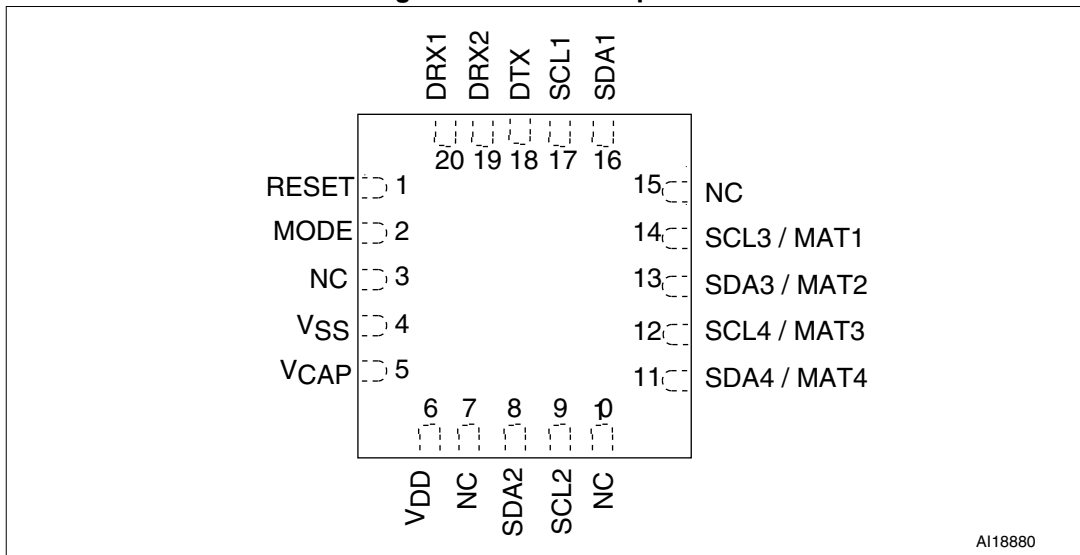 DRX1
DRX2
DTX
SCL1
SDA1
20 19 18 17 16
RESET 1
MODE 2
NC 3
VSS 4
VCAP 5
15 NC
14 SCL3 / MAT1
13 SDA3 / MAT2
12 SCL4 / MAT3
11 SDA4 / MAT4
6 7 8 9 10
VDD
NC
SDA2
SCL2
NC
AI18880